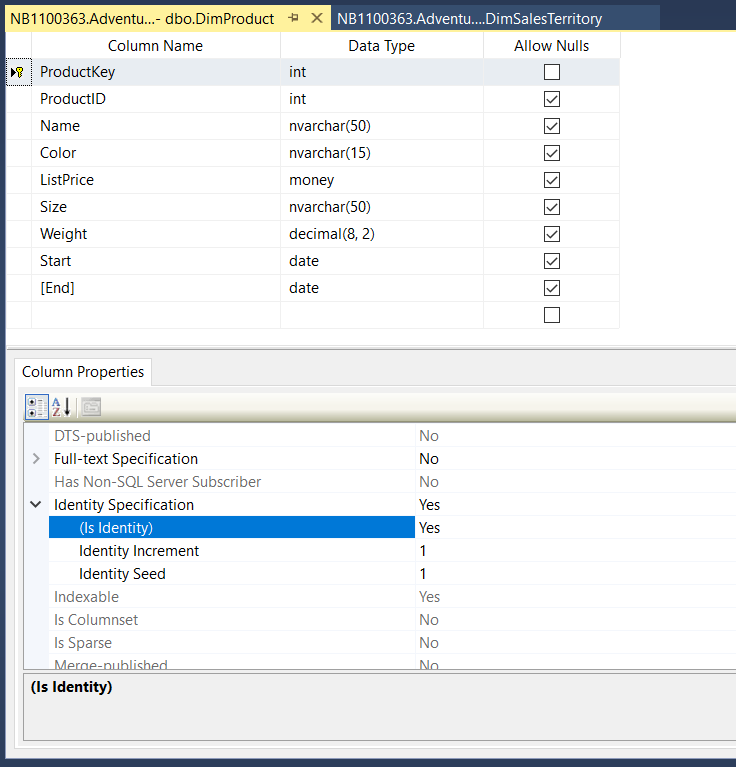 NB1100363.Adventu...- dbo.DimProduct NB1100363.Adventu....DimSalesTerritory
Column Name Data Type Allow Nulls
ProductKey int
ProductID int
Name nvarchar(50)
Color nvarchar(15)
ListPrice money
Size nvarchar(50)
Weight decimal(8, 2)
Start date
[End] date
Column Properties
DTS-published No
Full-text Specification No
Has Non-SQL Server Subscriber No
Identity Specification Yes
(Is Identity) Yes
Identity Increment 1
Identity Seed 1
Indexable Yes
Is Columnset No
Is Sparse No
Merge-published No
(Is Identity)